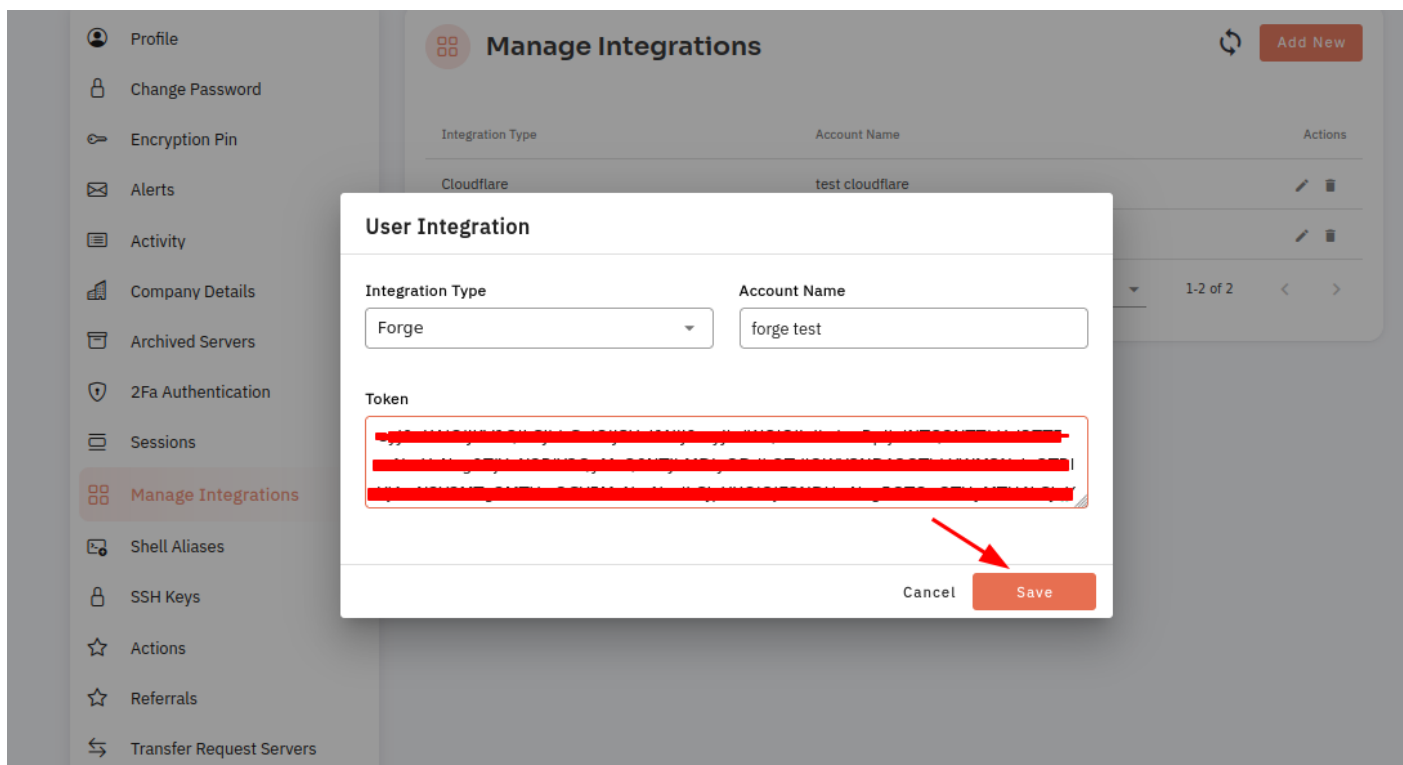 Profile
Change Password
Encryption Pin
Alerts
Activity
Company Details
Archived Servers
2Fa Authentication
Sessions
Manage Integrations
Shell Aliases
SSH Keys
Actions
Referrals
Transfer Request Servers
Manage Integrations
Add New
Integration Type Account Name Actions
Cloudflare test cloudflare
1-2 of 2
User Integration
Integration Type Account Name
Forge forge test
Token
Cancel Save